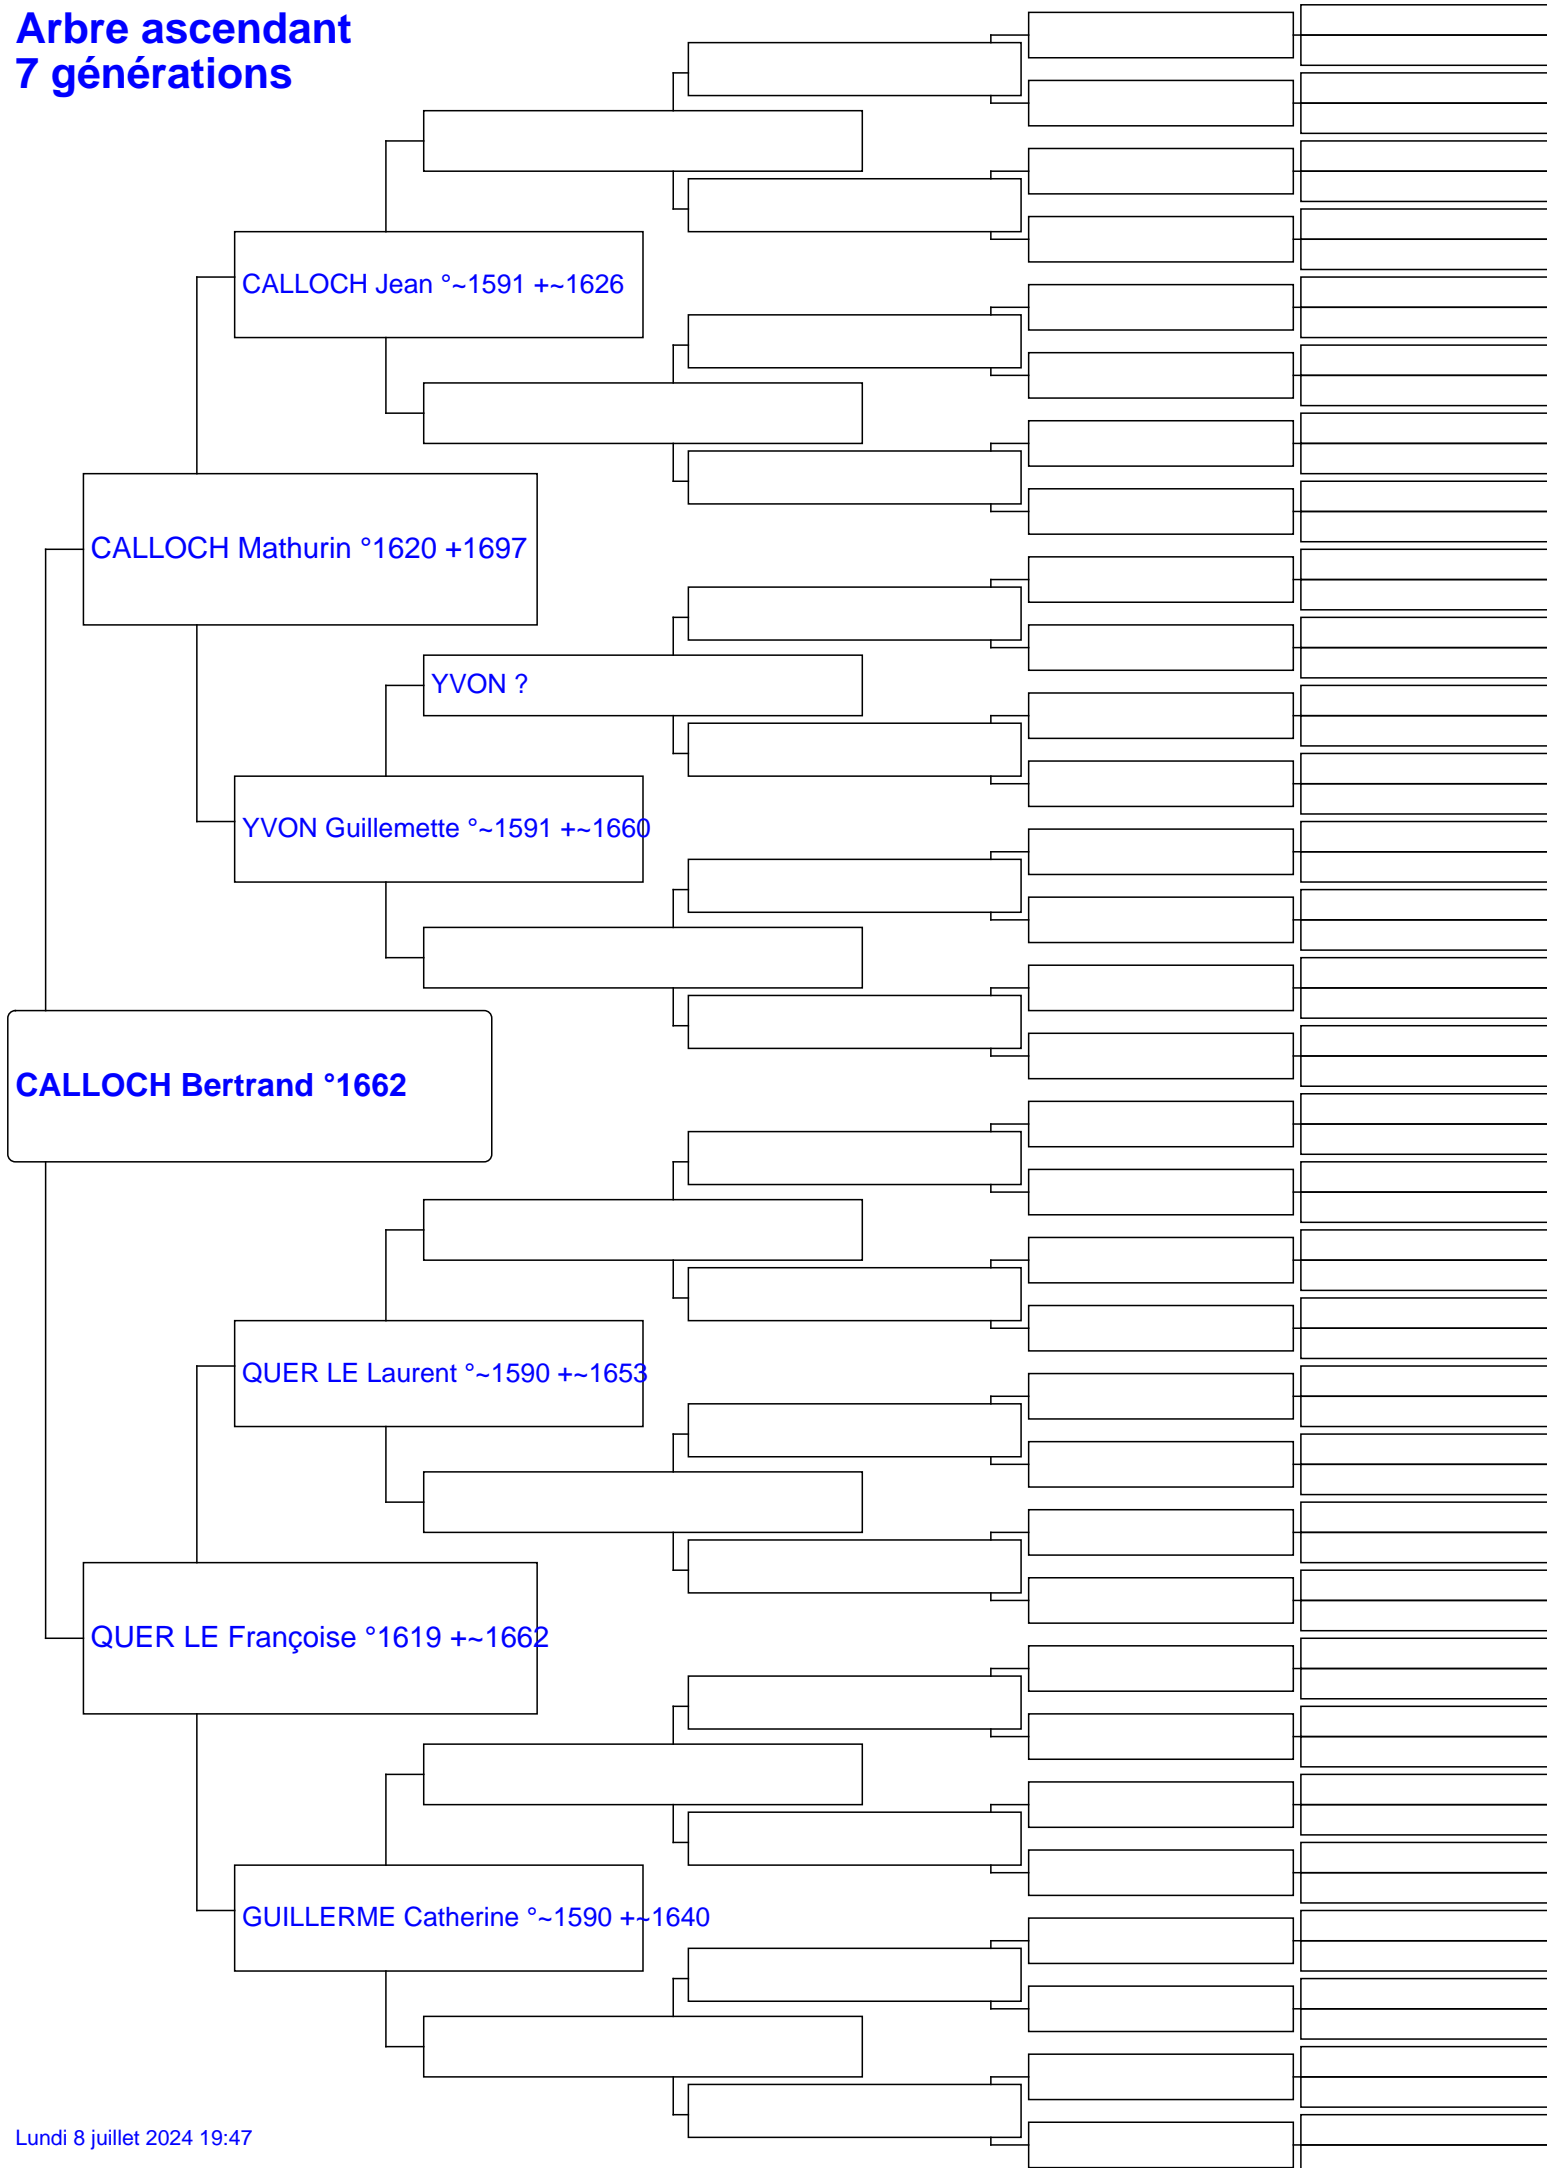 Arbre ascendant
7 générations
CALLOCH Jean °~1591 +~1626
CALLOCH Mathurin °1620 +1697
YVON ?
YVON Guillemette °~1591 +~1660
CALLOCH Bertrand °1662
QUER LE Laurent °~1590 +~1653
QUER LE Françoise °1619 +~1662
GUILLERME Catherine °~1590 +~1640
Lundi 8 juillet 2024 19:47